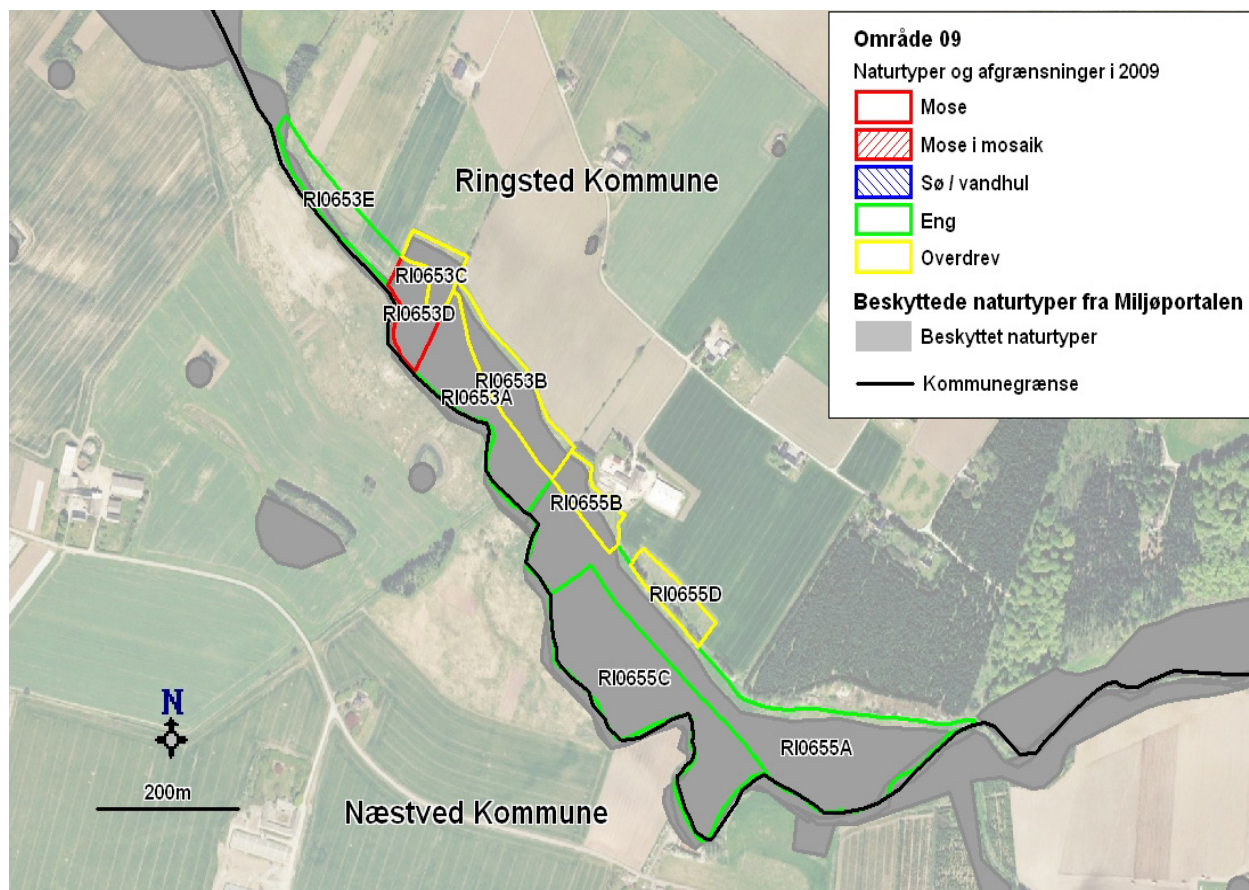 Område 09
Naturtyper og afgrænsninger i 2009
Mose
Mose i mosaik
Sø / vandhul
Eng
Overdrev
Beskyttede naturtyper fra Miljøportalen
Beskyttet naturtyper
Kommunegrænse
Ringsted Kommune
RI0653E
RI0653C
RI0653D
RI0653B
RI0653A
RI0655B
RI0655D
RI0655C
RI0655A
N
200m
Næstved Kommune